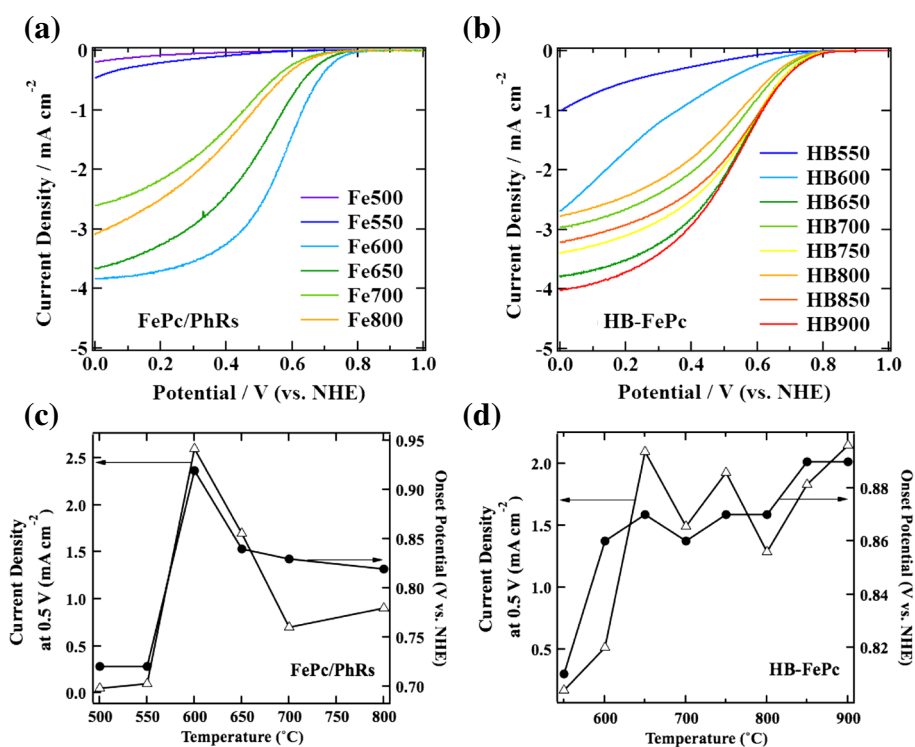 (a)
0
-1
-2
-3
-4
-5
Current Density / mA cm⁻²
0.0 0.2 0.4 0.6 0.8 1.0
Potential / V (vs. NHE)
Fe500
Fe550
Fe600
Fe650
Fe700
Fe800
FePc/PhRs
(b)
0
-1
-2
-3
-4
-5
Current Density / mA cm⁻²
0.0 0.2 0.4 0.6 0.8 1.0
Potential / V (vs. NHE)
HB550
HB600
HB650
HB700
HB750
HB800
HB850
HB900
HB-FePc
(c)
2.5
2.0
1.5
1.0
0.5
0.0
Current Density
at 0.5 V (mA cm⁻²)
0.95
0.90
0.85
0.80
0.75
0.70
Onset Potential (V vs. NHE)
FePc/PhRs
500 550 600 650 700 800
Temperature (˚C)
(d)
2.0
1.5
1.0
0.5
Current Density
at 0.5 V (mA cm⁻²)
0.88
0.86
0.84
0.82
Onset Potential (V vs. NHE)
HB-FePc
600 700 800 900
Temperature (˚C)